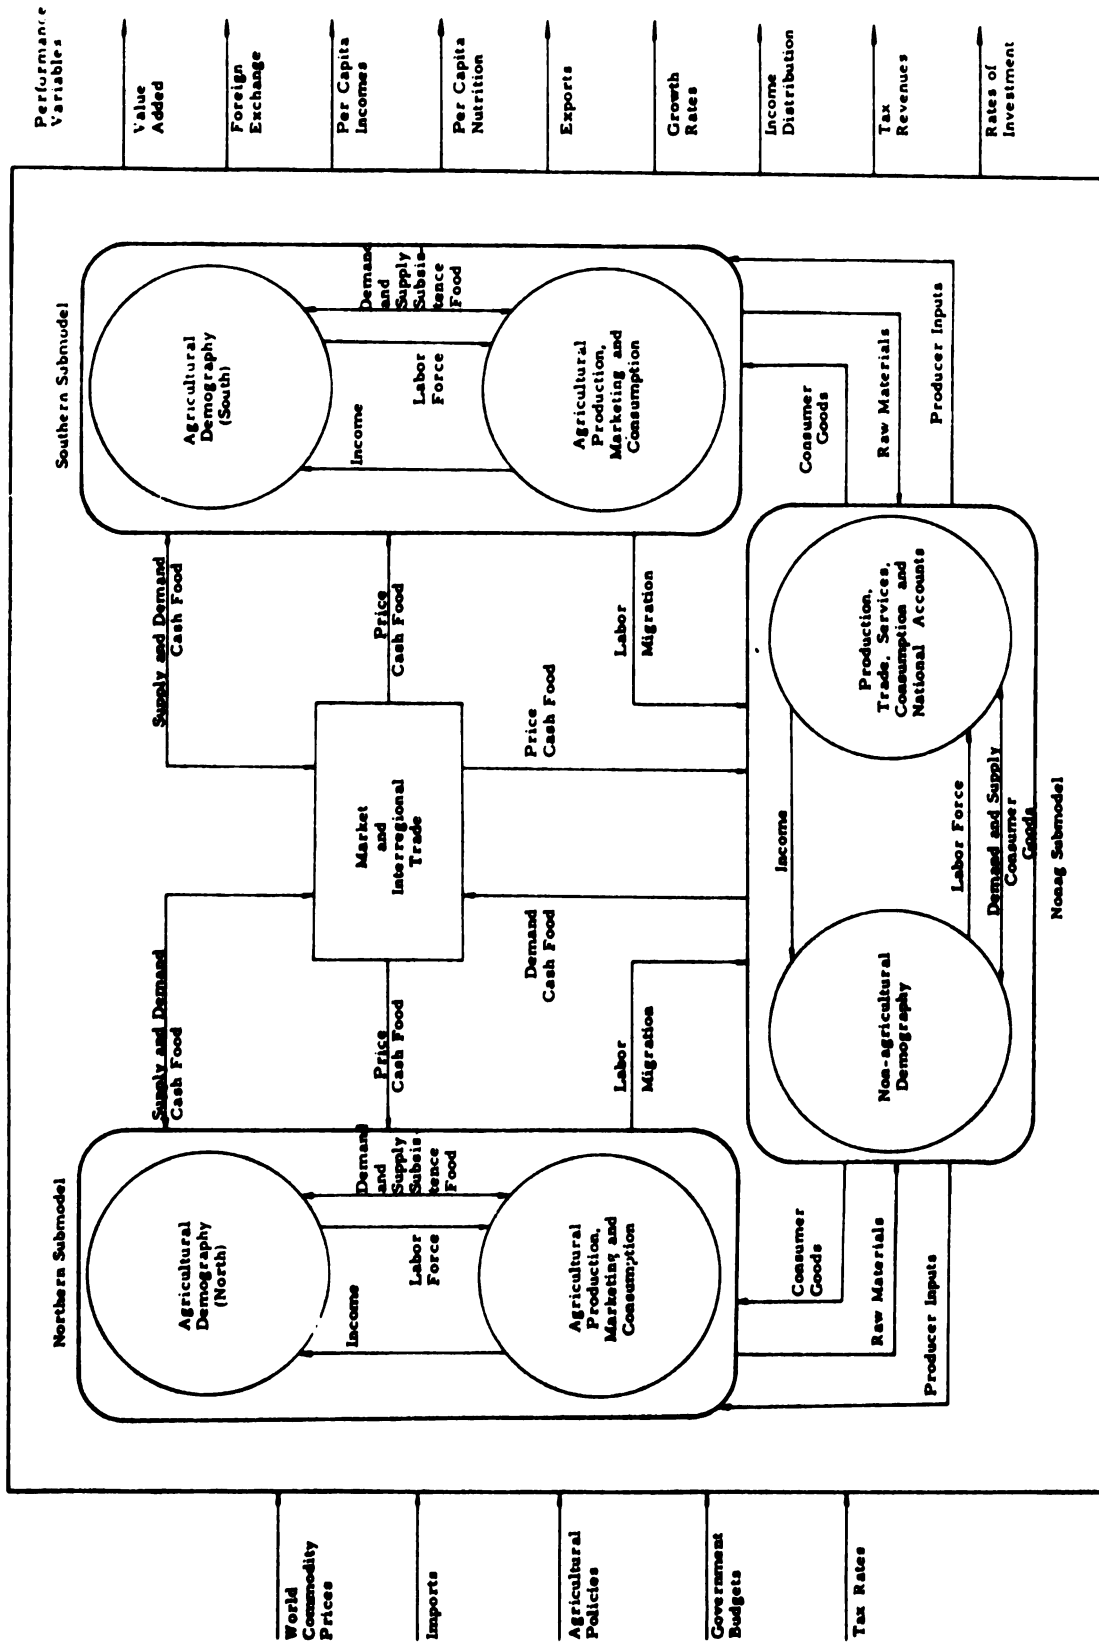 World
Commodity
Prices
Imports
Agricultural
Policies
Government
Budgets
Tax Rates
Northern Submodel
Agricultural
Demography
(North)
Income
Labor
Force
Demand
and
Supply
Subsis-
tence
Food
Agricultural
Production,
Marketing and
Consumption
Supply and Demand
Cash Food
Price
Cash Food
Labor
Migration
Demand
Cash Food
Market
and
Interregional
Trade
Price
Cash Food
Supply and Demand
Cash Food
Price
Cash Food
Labor
Migration
Southern Submodel
Agricultural
Demography
(South)
Income
Labor
Force
Demand
and
Supply
Subsis-
tence
Food
Agricultural
Production,
Marketing and
Consumption
Consumer
Goods
Raw Materials
Producer Inputs
Non-agricultural
Demography
Income
Labor Force
Demand and Supply
Consumer
Goods
Production,
Trade, Services,
Consumption and
National Accounts
Nonag Submodel
Consumer
Goods
Raw Materials
Producer Inputs
Performance
Variables
Value
Added
Foreign
Exchange
Per Capita
Incomes
Per Capita
Nutrition
Exports
Growth
Rates
Income
Distribution
Tax
Revenues
Rates of
Investment